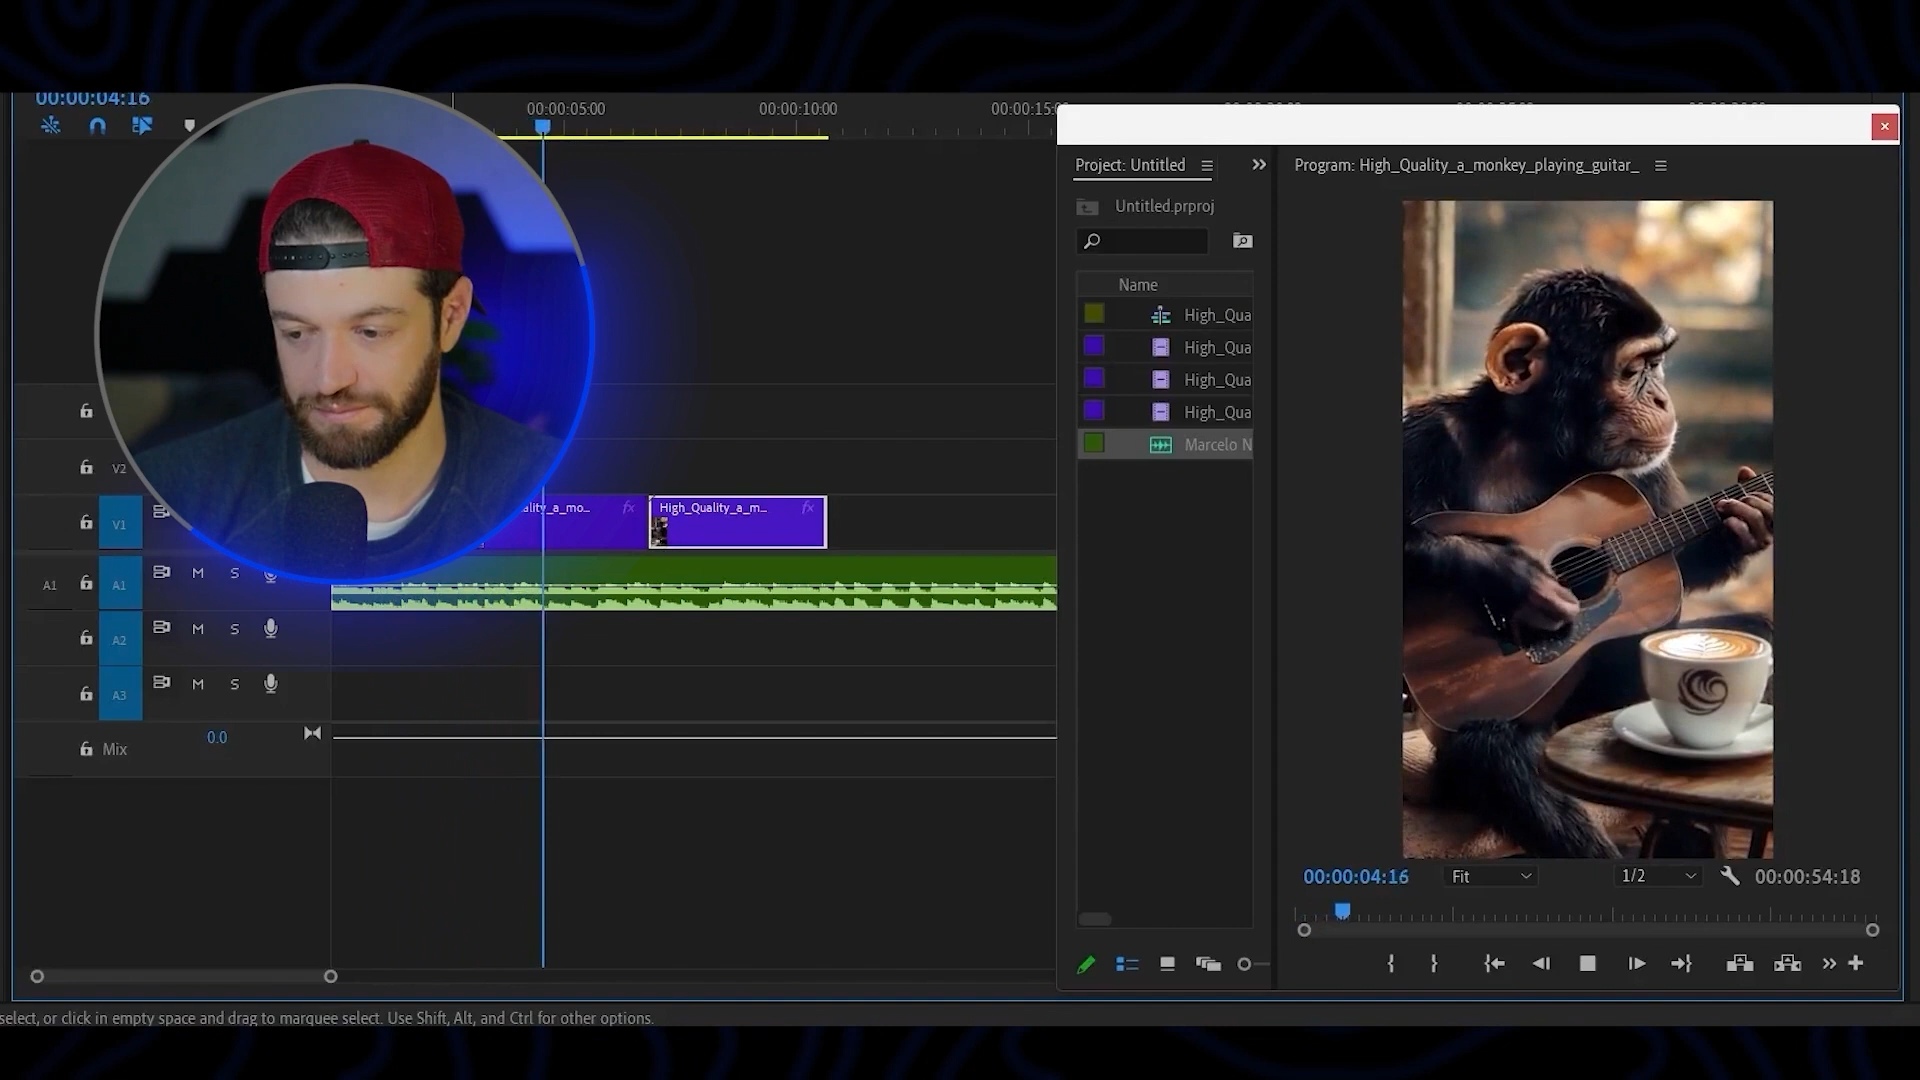 00:00:04:16
00:00:05:00
00:00:10:00
00:00:15:0
Project: Untitled
Program: High_Quality_a_monkey_playing_guitar_
Untitled.prproj
Name
High_Qua
High_Qua
High_Qua
High_Qua
Marcelo N
V2
V1
ality_a_mo... fx
High_Quality_a_m... fx
A1
A1
M S
A2
M S
A3
M S
Mix
0.0
00:00:04:16
Fit
1/2
00:00:54:18
select, or click in empty space and drag to marquee select. Use Shift, Alt, and Ctrl for other options.